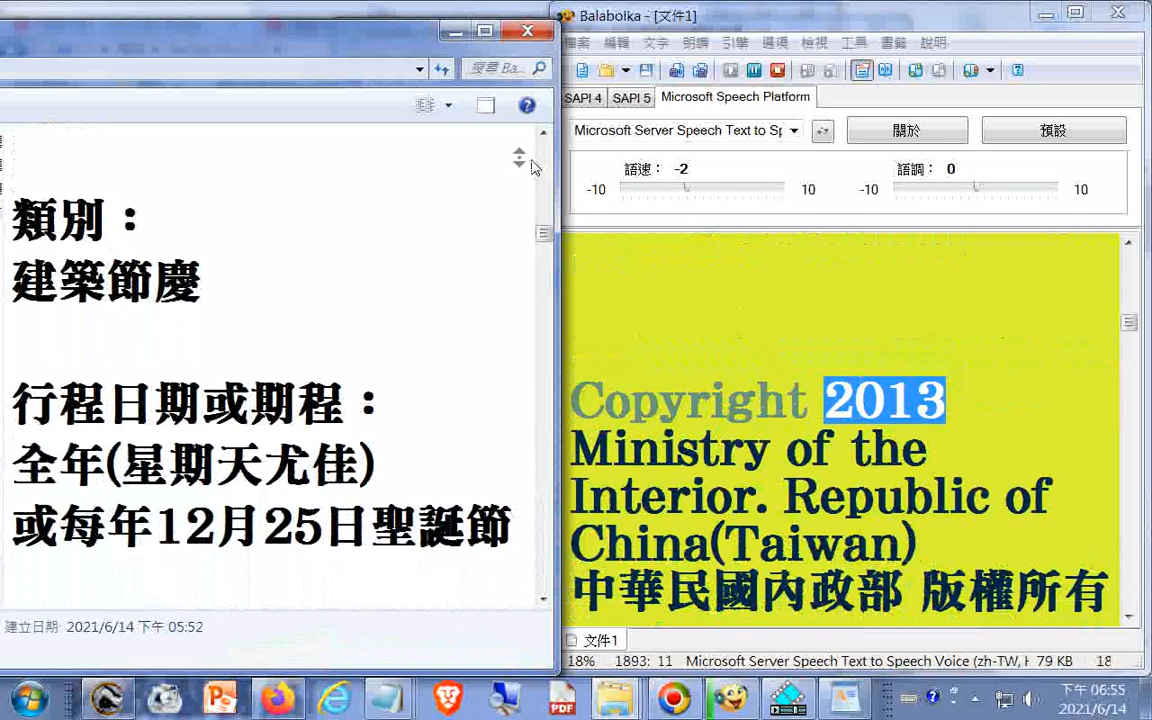 Balabolka - [文件1]
檔案 編輯 文字 朗讀 引擎 選項 檢視 工具 書籤 說明
搜尋 Ba...
SAPI 4 SAPI 5 Microsoft Speech Platform
Microsoft Server Speech Text to Sp
關於
預設
語速： -2
語調： 0
-10 10 -10 10
類別：
建築節慶
行程日期或期程：
全年(星期天尤佳)
或每年12月25日聖誕節
建立日期: 2021/6/14 下午 05:52
Copyright 2013
Ministry of the
Interior. Republic of
China(Taiwan)
中華民國內政部 版權所有
文件1
18% 1893: 11 Microsoft Server Speech Text to Speech Voice (zh-TW, H 79 KB 18
下午 06:55
2021/6/14